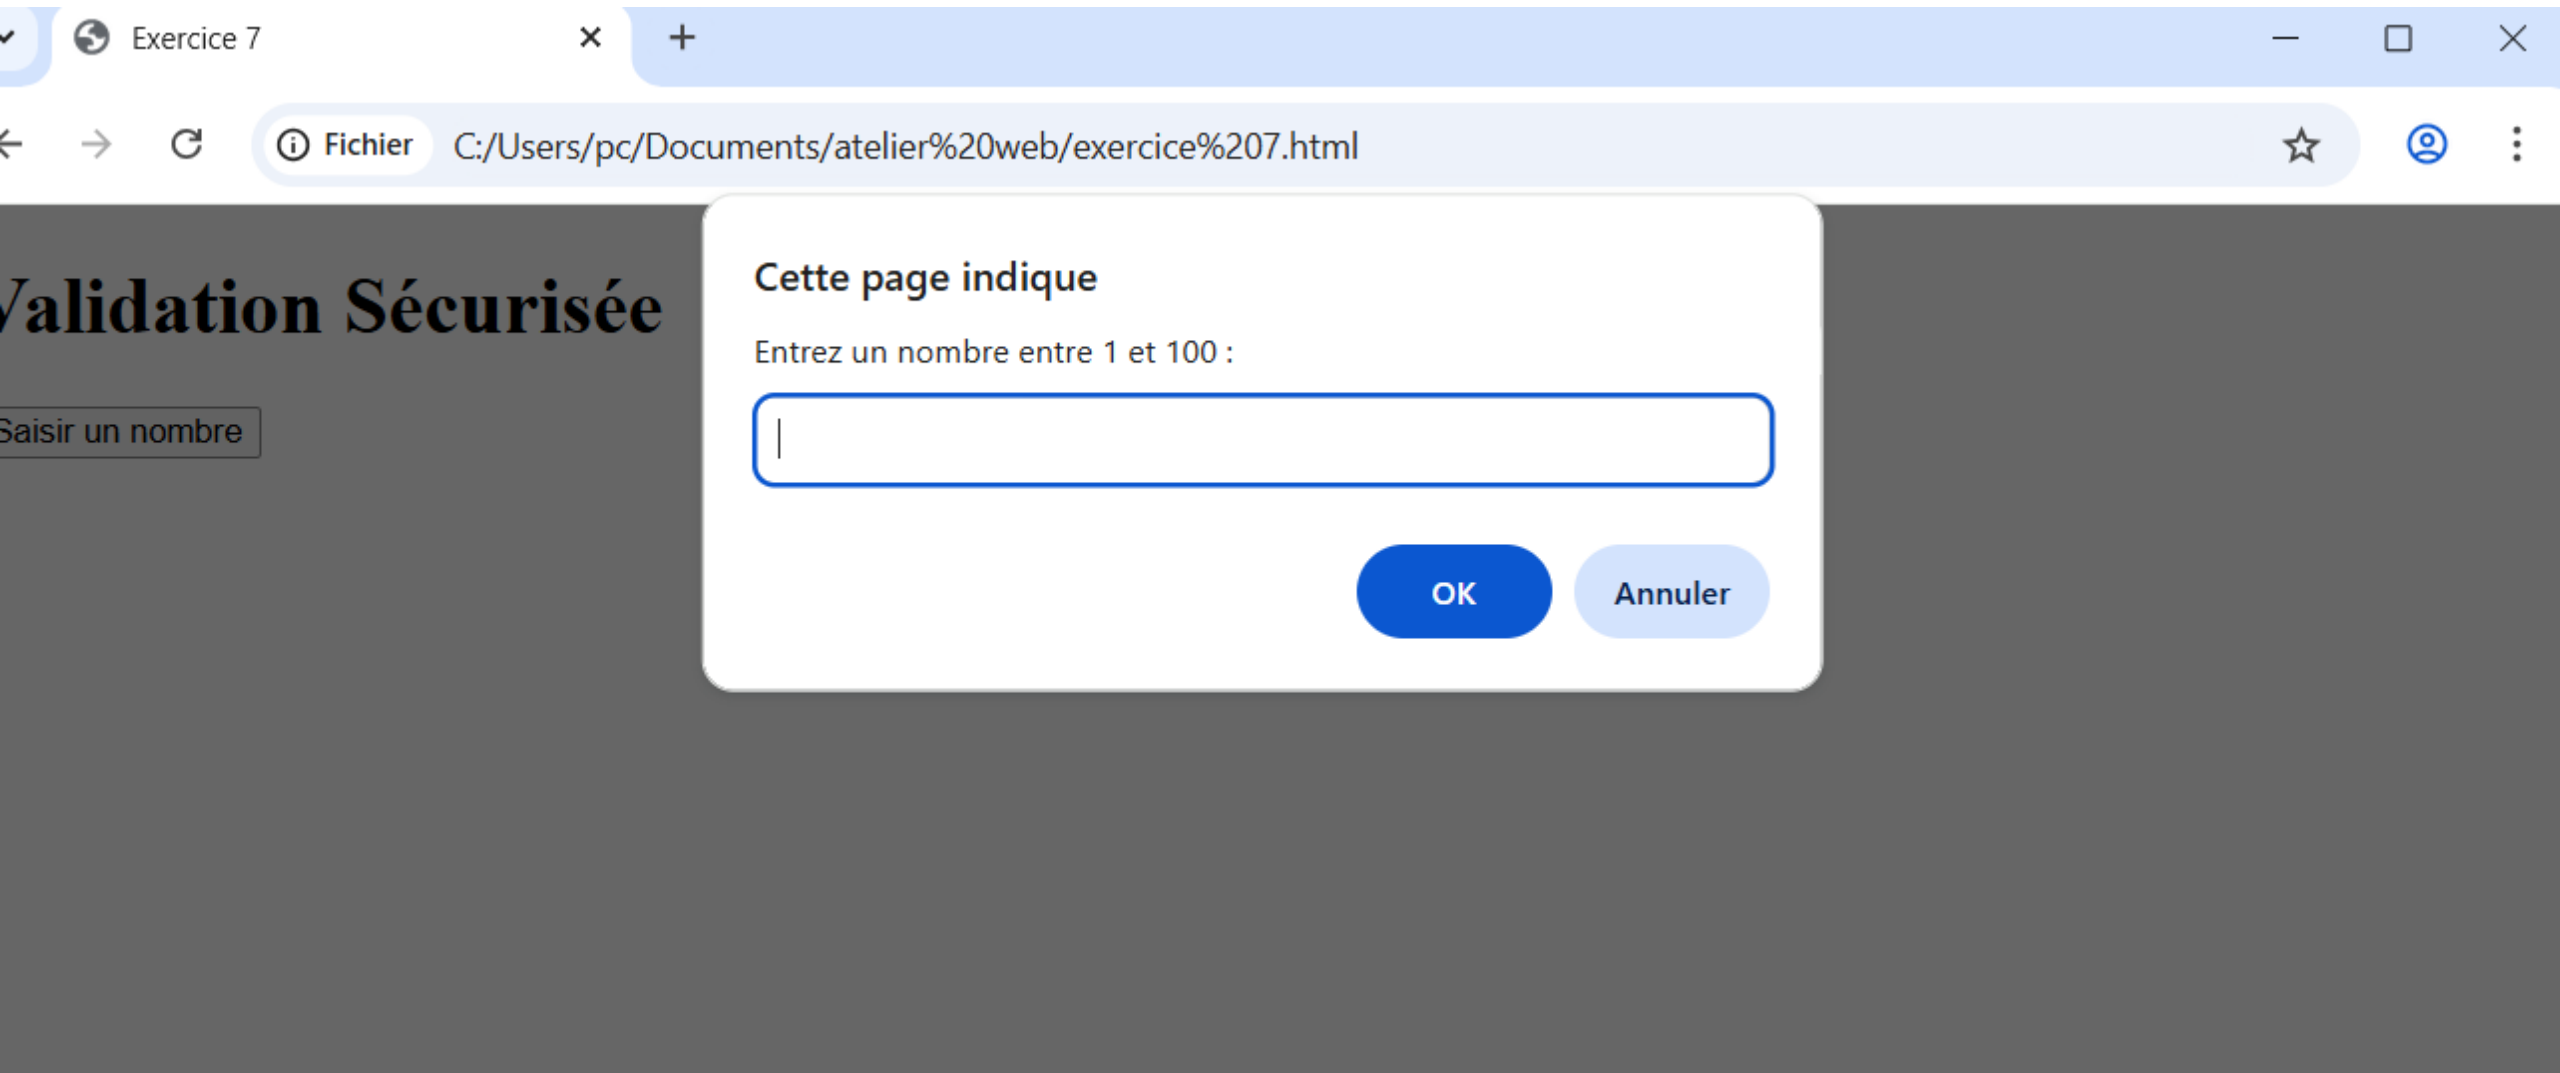 Exercice 7
Fichier C:/Users/pc/Documents/atelier%20web/exercice%207.html
Validation Sécurisée
Saisir un nombre
Cette page indique
Entrez un nombre entre 1 et 100 :
OK Annuler